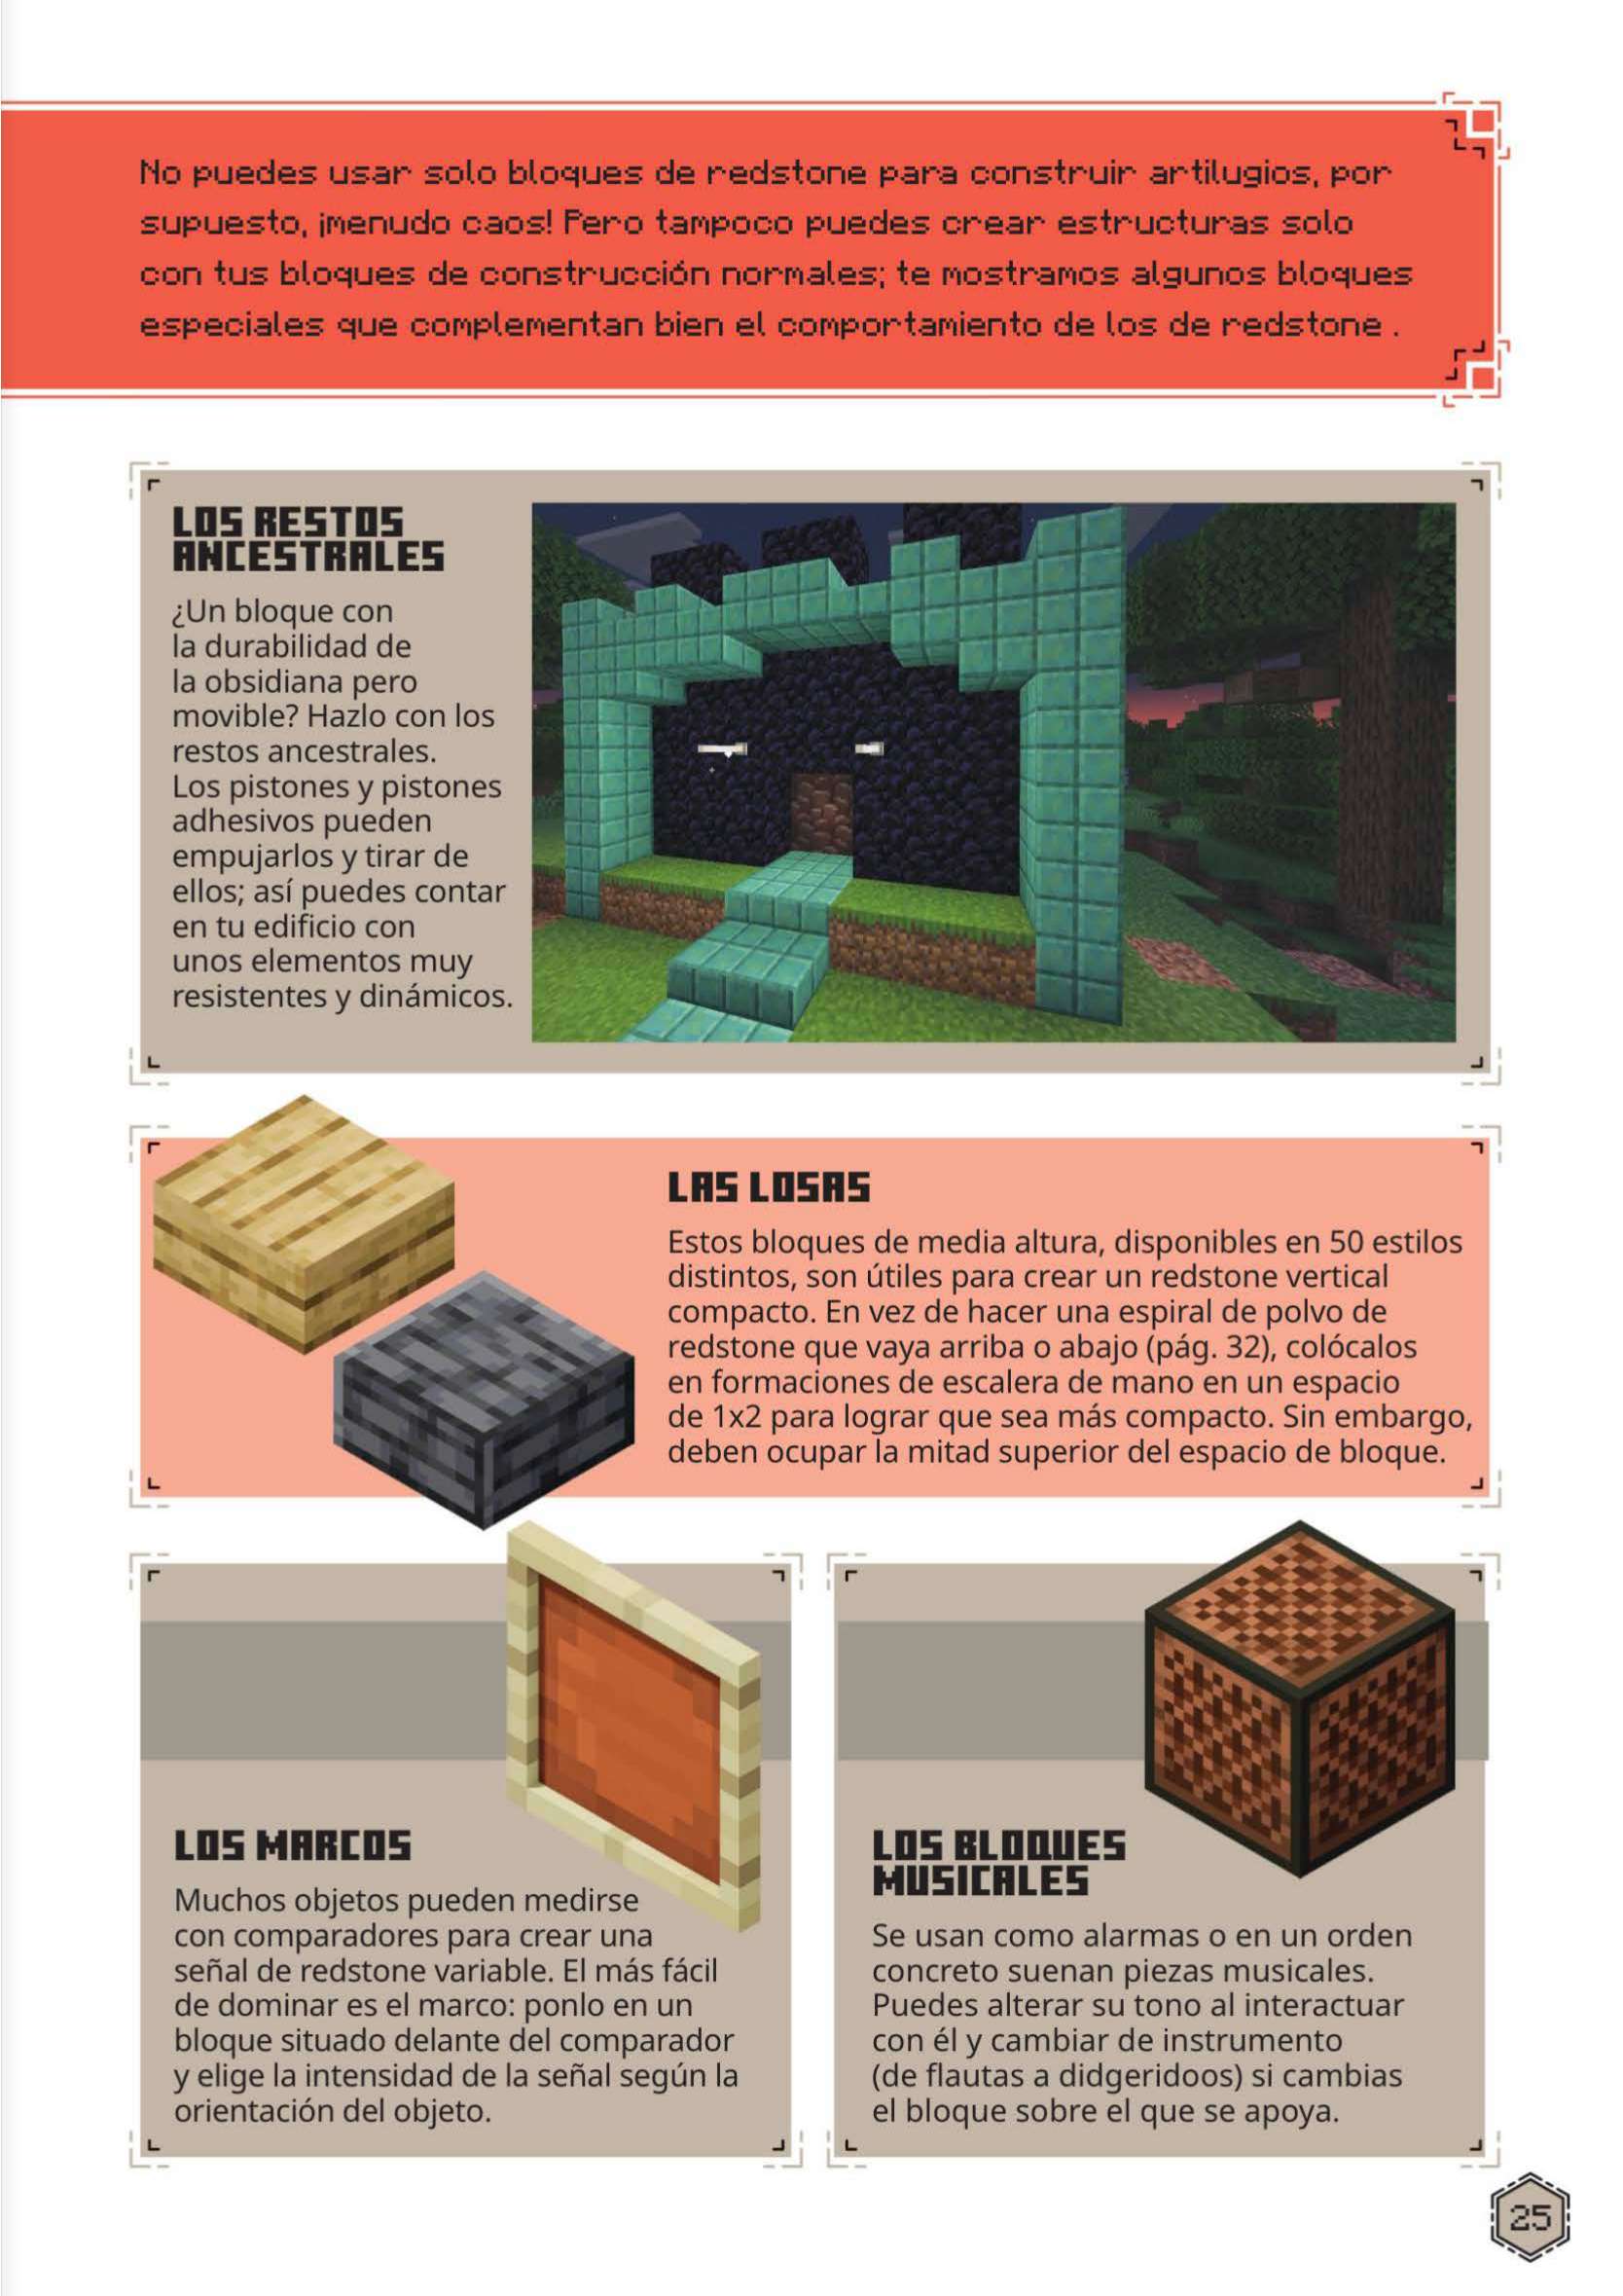 No puedes usar solo bloques de redstone para construir artilugios, por
supuesto, ¡menudo caos! Pero tampoco puedes crear estructuras solo
con tus bloques de construcción normales; te mostramos algunos bloques
especiales que complementan bien el comportamiento de los de redstone .
LOS RESTOS
ANCESTRALES
¿Un bloque con
la durabilidad de
la obsidiana pero
movible? Hazlo con los
restos ancestrales.
Los pistones y pistones
adhesivos pueden
empujarlos y tirar de
ellos; así puedes contar
en tu edificio con
unos elementos muy
resistentes y dinámicos.
LAS LOSAS
Estos bloques de media altura, disponibles en 50 estilos
distintos, son útiles para crear un redstone vertical
compacto. En vez de hacer una espiral de polvo de
redstone que vaya arriba o abajo (pág. 32), colócalos
en formaciones de escalera de mano en un espacio
de 1x2 para lograr que sea más compacto. Sin embargo,
deben ocupar la mitad superior del espacio de bloque.
LOS MARCOS
Muchos objetos pueden medirse
con comparadores para crear una
señal de redstone variable. El más fácil
de dominar es el marco: ponlo en un
bloque situado delante del comparador
y elige la intensidad de la señal según la
orientación del objeto.
LOS BLOQUES
MUSICALES
Se usan como alarmas o en un orden
concreto suenan piezas musicales.
Puedes alterar su tono al interactuar
con él y cambiar de instrumento
(de flautas a didgeridoos) si cambias
el bloque sobre el que se apoya.
25